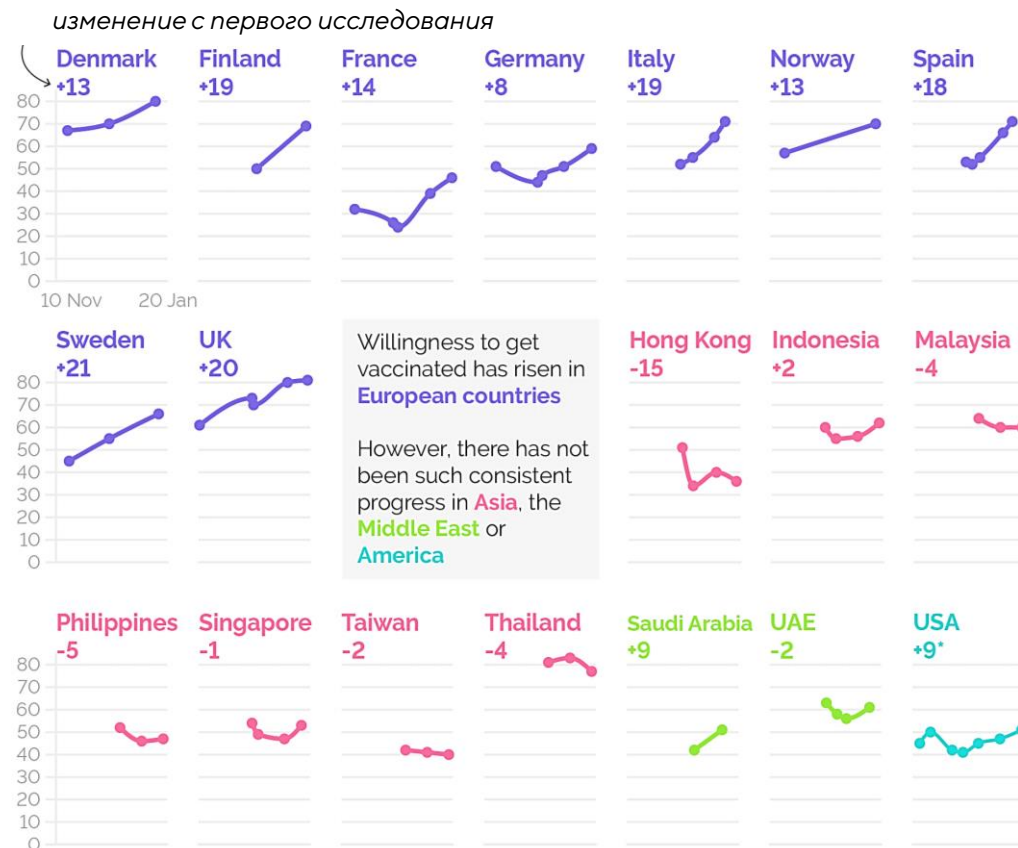 изменение с первого исследования
Denmark Finland France Germany Italy Norway Spain
+13 +19 +14 +8 +19 +13 +18
80
70
60
50
40
30
20
10
0
10 Nov 20 Jan
Sweden UK Hong Kong Indonesia Malaysia
+21 +20 -15 +2 -4
80
70
60
50
40
30
20
10
0
Willingness to get
vaccinated has risen in
European countries
However, there has not
been such consistent
progress in Asia, the
Middle East or
America
Philippines Singapore Taiwan Thailand Saudi Arabia UAE USA
-5 -1 -2 -4 +9 -2 +9*
80
70
60
50
40
30
20
10
0